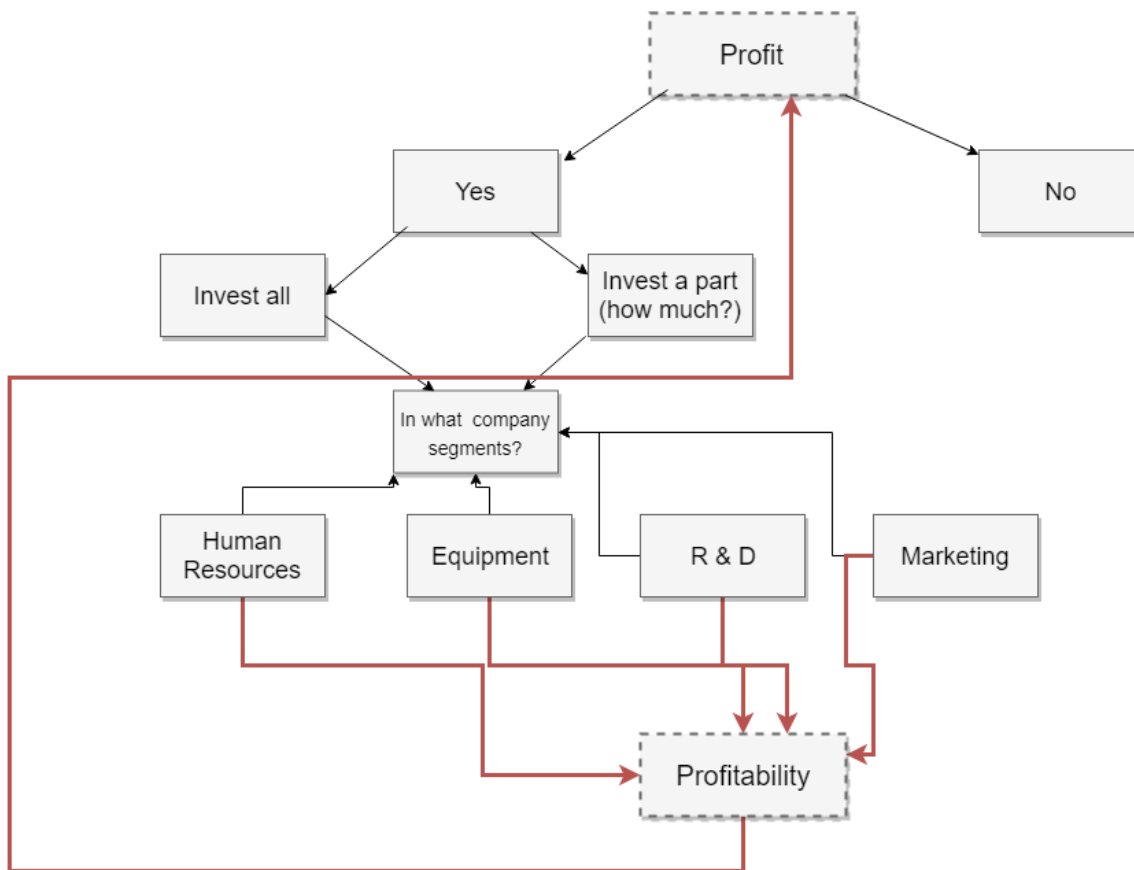 Profit
Yes
No
Invest all
Invest a part
(how much?)
In what company
segments?
Human
Resources
Equipment
R & D
Marketing
Profitability